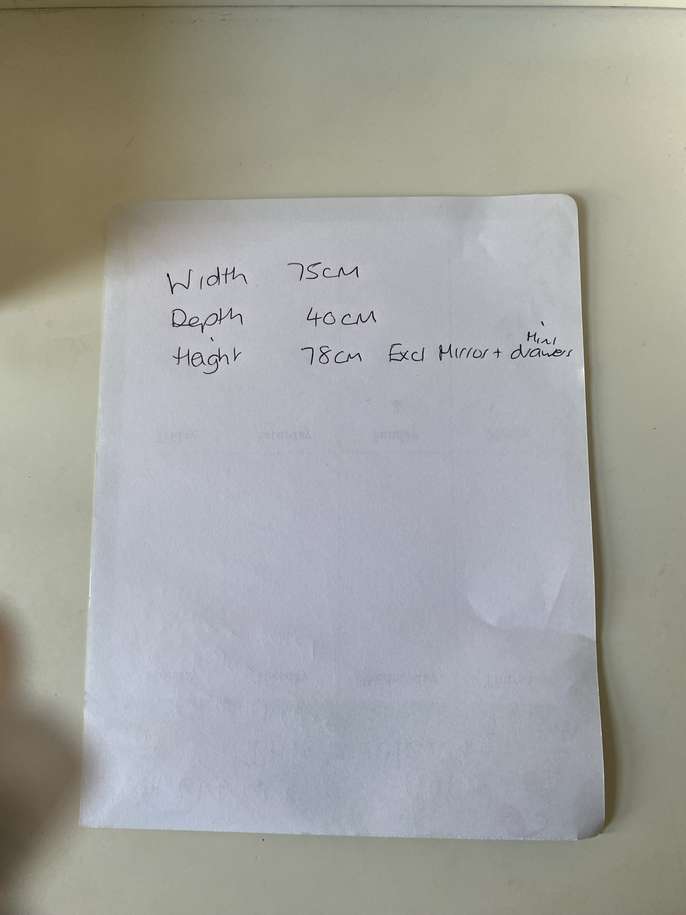 Width 75cm
Depth 40cm
Height 78cm Excl Mirror + Mini drawers